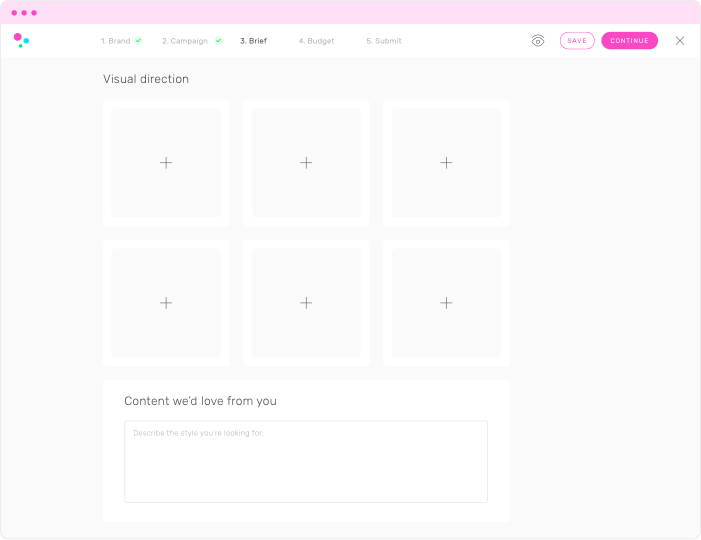 1. Brand 2. Campaign 3. Brief 4. Budget 5. Submit SAVE CONTINUE
Visual direction
Content we'd love from you
Describe the style you're looking for.